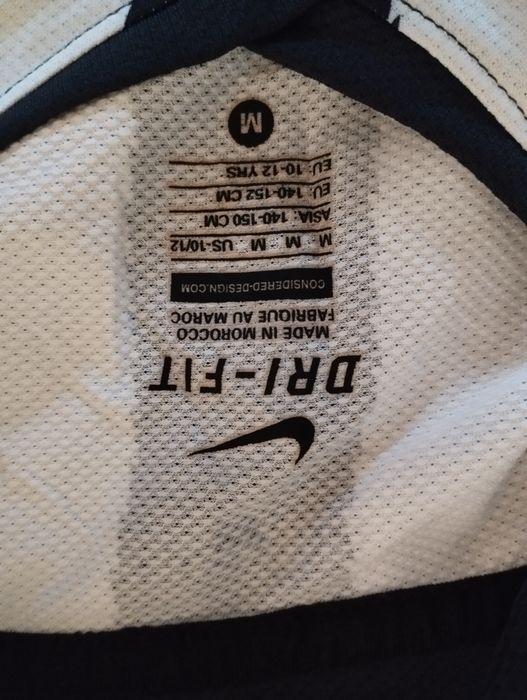 DRI-FIT
MADE IN MOROCCO
FABRIQUE AU MAROC
CONSIDERED-DESIGN.COM
M M M US-10/12
ASIA: 140-150 CM
EU: 140-152 CM
EU: 10-12 YRS
M